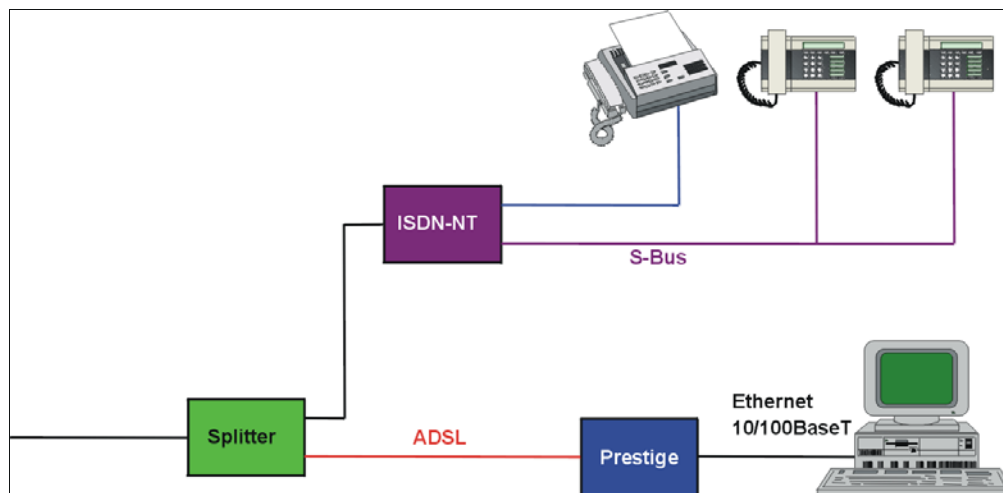 ISDN-NT
S-Bus
Splitter
ADSL
Prestige
Ethernet
10/100BaseT